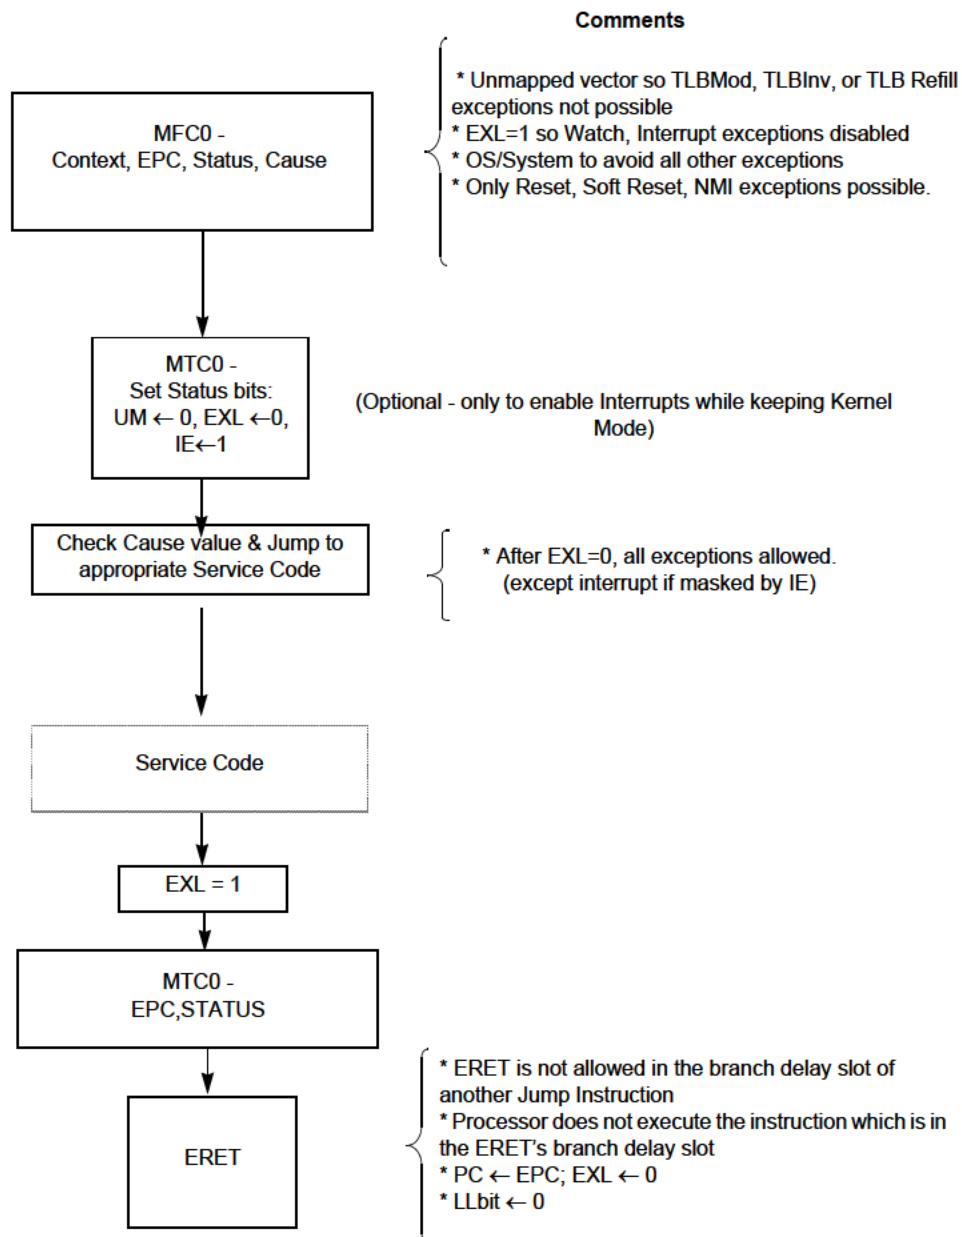 Comments
* Unmapped vector so TLBMod, TLBInv, or TLB Refill
exceptions not possible
* EXL=1 so Watch, Interrupt exceptions disabled
* OS/System to avoid all other exceptions
* Only Reset, Soft Reset, NMI exceptions possible.
MFC0 -
Context, EPC, Status, Cause
MTC0 -
Set Status bits:
UM ← 0, EXL ←0,
IE←1
(Optional - only to enable Interrupts while keeping Kernel
Mode)
Check Cause value & Jump to
appropriate Service Code
* After EXL=0, all exceptions allowed.
(except interrupt if masked by IE)
Service Code
EXL = 1
MTC0 -
EPC,STATUS
ERET
* ERET is not allowed in the branch delay slot of
another Jump Instruction
* Processor does not execute the instruction which is in
the ERET's branch delay slot
* PC ← EPC; EXL ← 0
* LLbit ← 0